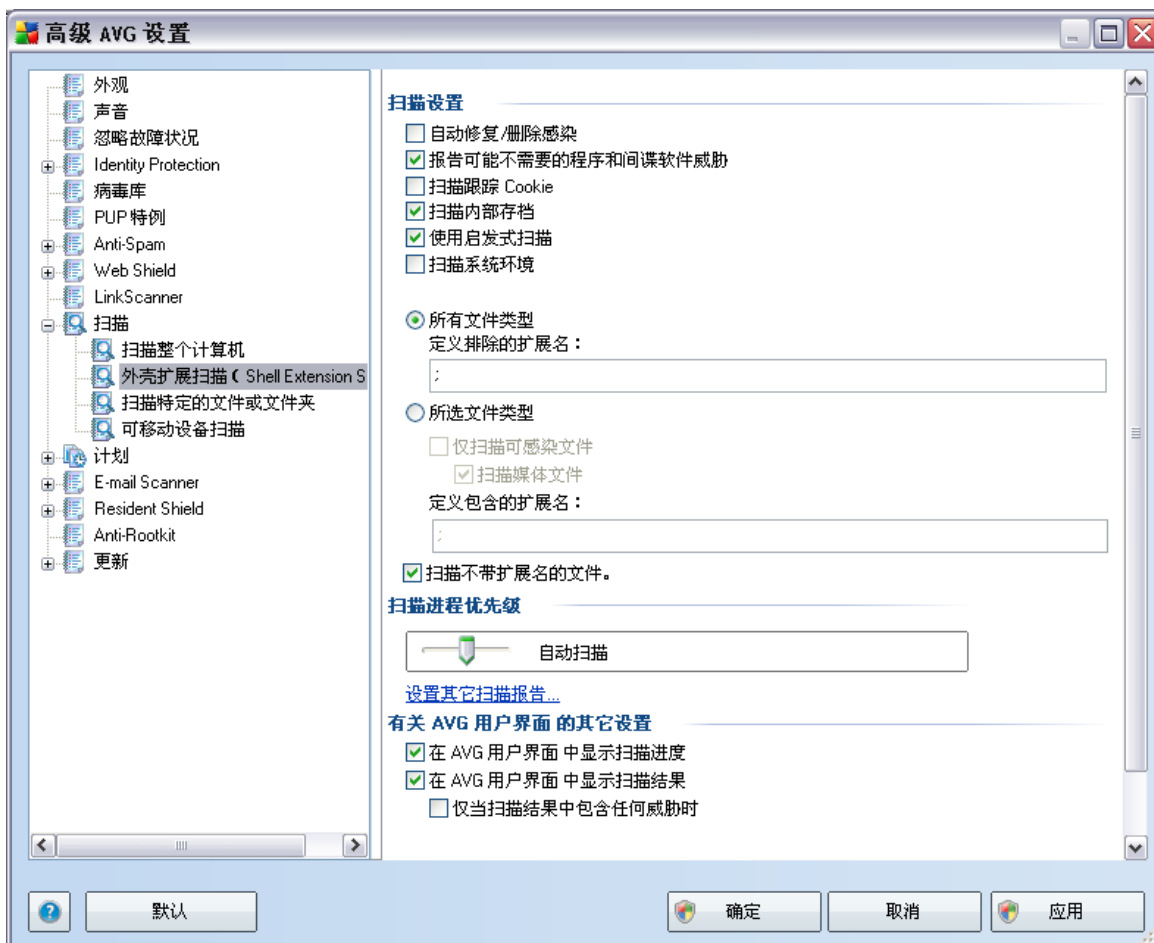 高级 AVG 设置
外观
声音
忽略故障状况
Identity Protection
病毒库
PUP 特例
Anti-Spam
Web Shield
LinkScanner
扫描
扫描整个计算机
外壳扩展扫描 ( Shell Extension S
扫描特定的文件或文件夹
可移动设备扫描
计划
E-mail Scanner
Resident Shield
Anti-Rootkit
更新
扫描设置
自动修复/删除感染
报告可能不需要的程序和间谍软件威胁
扫描跟踪 Cookie
扫描内部存档
使用启发式扫描
扫描系统环境
所有文件类型
定义排除的扩展名：
;
所选文件类型
仅扫描可感染文件
扫描媒体文件
定义包含的扩展名：
;
扫描不带扩展名的文件。
扫描进程优先级
自动扫描
设置其它扫描报告...
有关 AVG 用户界面 的其它设置
在 AVG 用户界面 中显示扫描进度
在 AVG 用户界面 中显示扫描结果
仅当扫描结果中包含任何威胁时
默认
确定
取消
应用